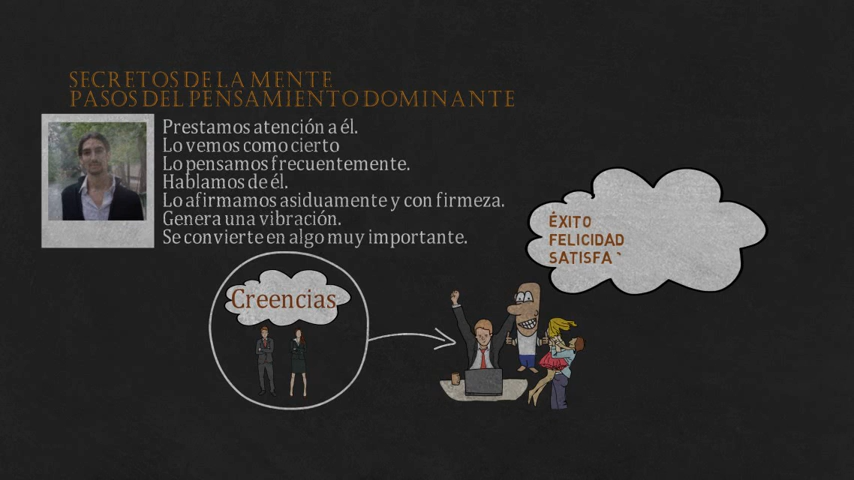 SECRETOS DE LA MENTE
PASOS DEL PENSAMIENTO DOMINANTE
Prestamos atención a él.
Lo vemos como cierto
Lo pensamos frecuentemente.
Hablamos de él.
Lo afirmamos asiduamente y con firmeza.
Genera una vibración.
Se convierte en algo muy importante.
Creencias
ÉXITO
FELICIDAD
SATISFA